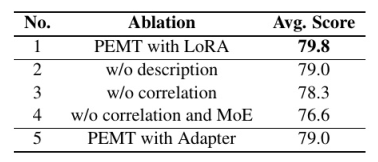 No. Ablation Avg. Score
1 PEMT with LoRA 79.8
2 w/o description 79.0
3 w/o correlation 78.3
4 w/o correlation and MoE 76.6
5 PEMT with Adapter 79.0